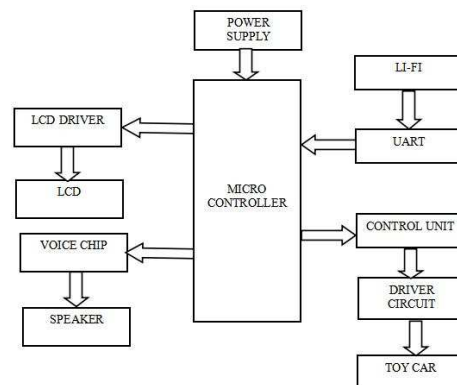 POWER
SUPPLY
LI-FI
LCD DRIVER
UART
LCD
MICRO
CONTROLLER
VOICE CHIP
CONTROL UNIT
SPEAKER
DRIVER
CIRCUIT
TOY CAR